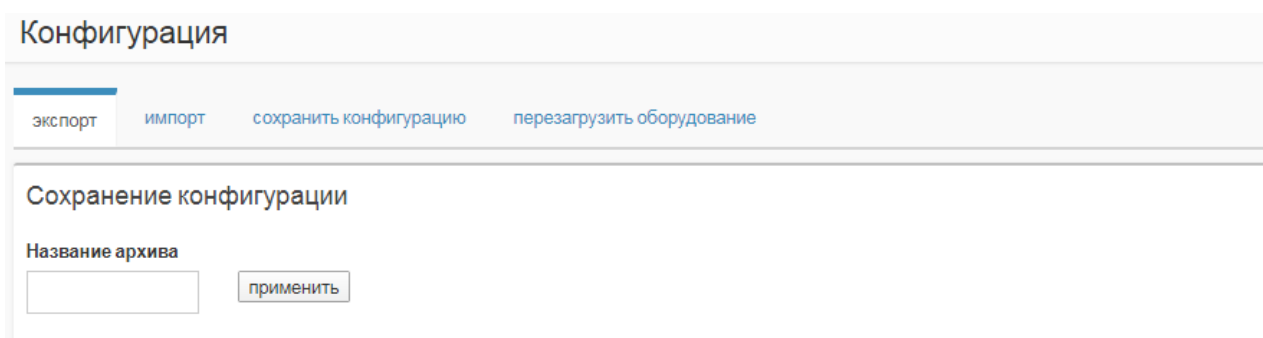 Конфигурация
экспорт импорт сохранить конфигурацию перезагрузить оборудование
Сохранение конфигурации
Название архива
применить